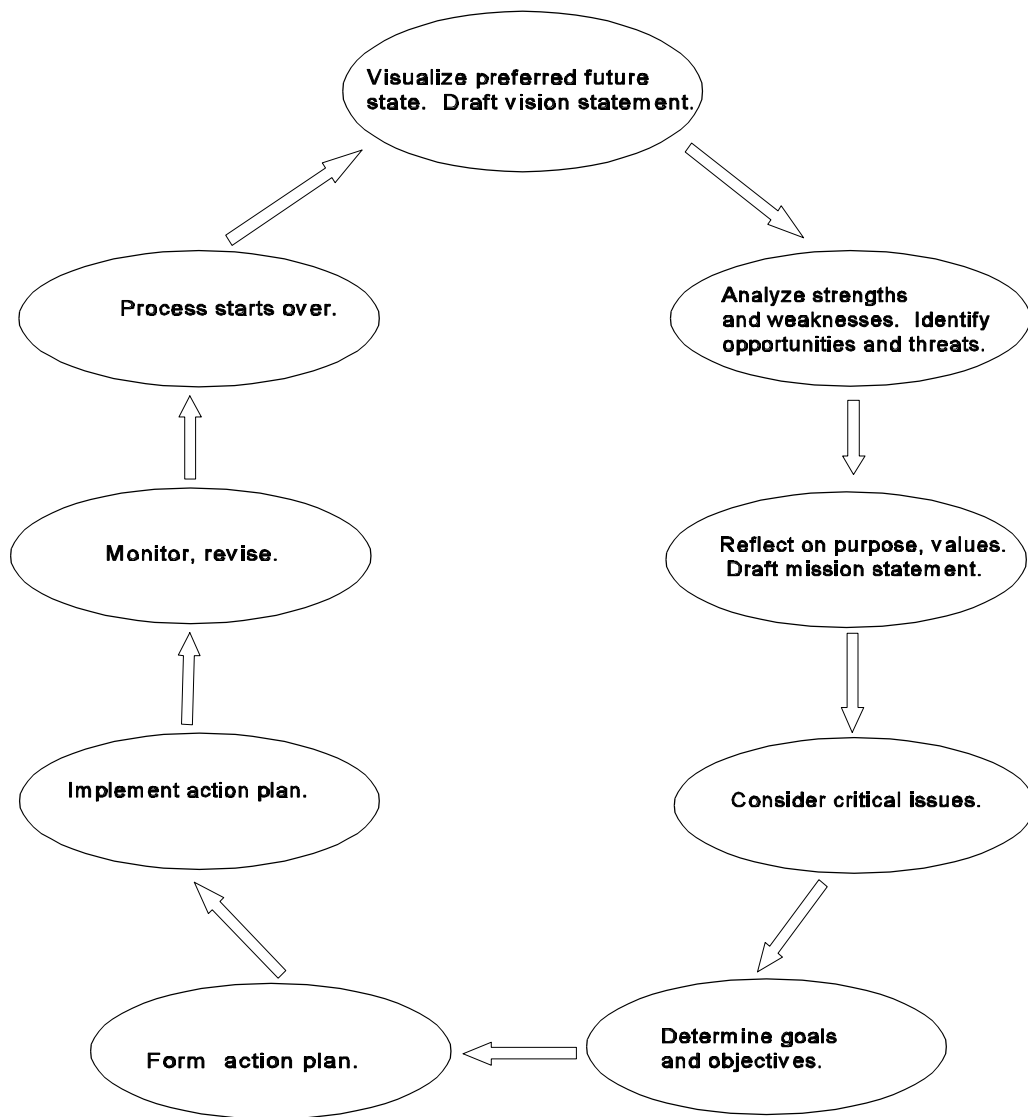 Visualize preferred future
state.  Draft vision statement.
Analyze strengths
and weaknesses.  Identify
opportunities and threats.
Reflect on purpose, values.
Draft mission statement.
Consider critical issues.
Determine goals
and objectives.
Form  action plan.
Implement action plan.
Monitor, revise.
Process starts over.